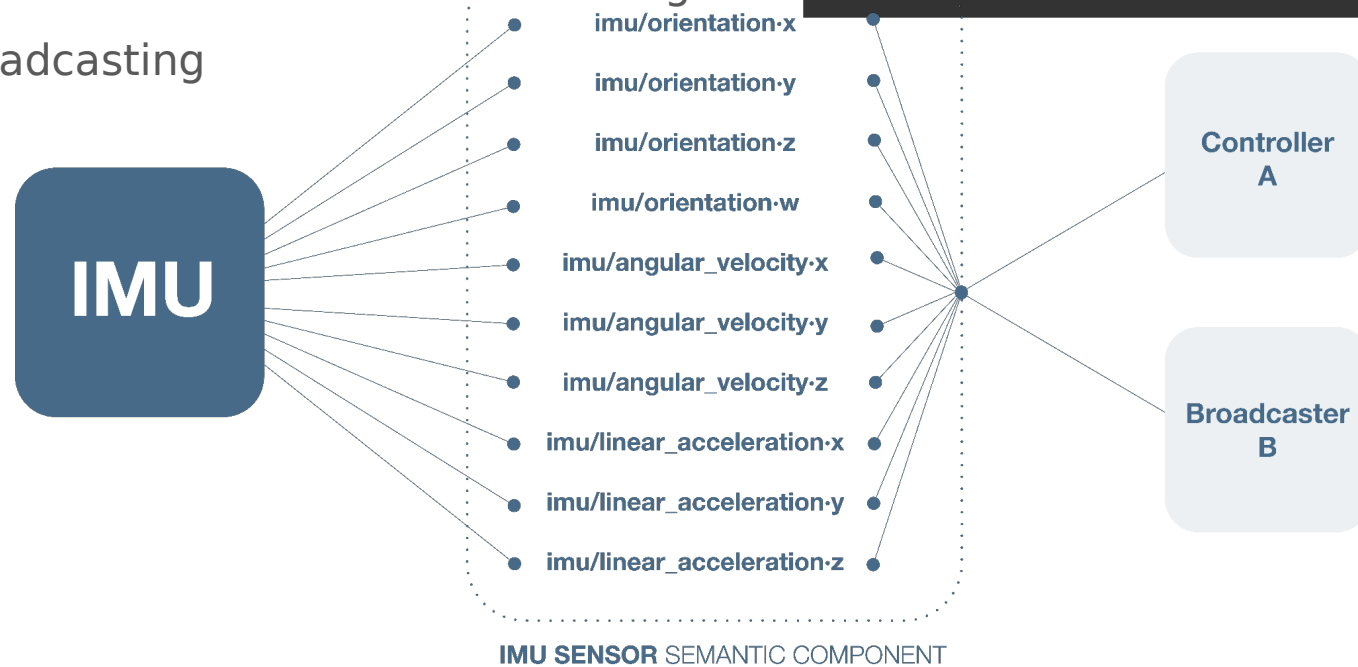 adcasting
imu/orientation·x
imu/orientation·y
imu/orientation·z
imu/orientation·w
imu/angular_velocity·x
imu/angular_velocity·y
imu/angular_velocity·z
imu/linear_acceleration·x
imu/linear_acceleration·y
imu/linear_acceleration·z
IMU
Controller
A
Broadcaster
B
IMU SENSOR SEMANTIC COMPONENT